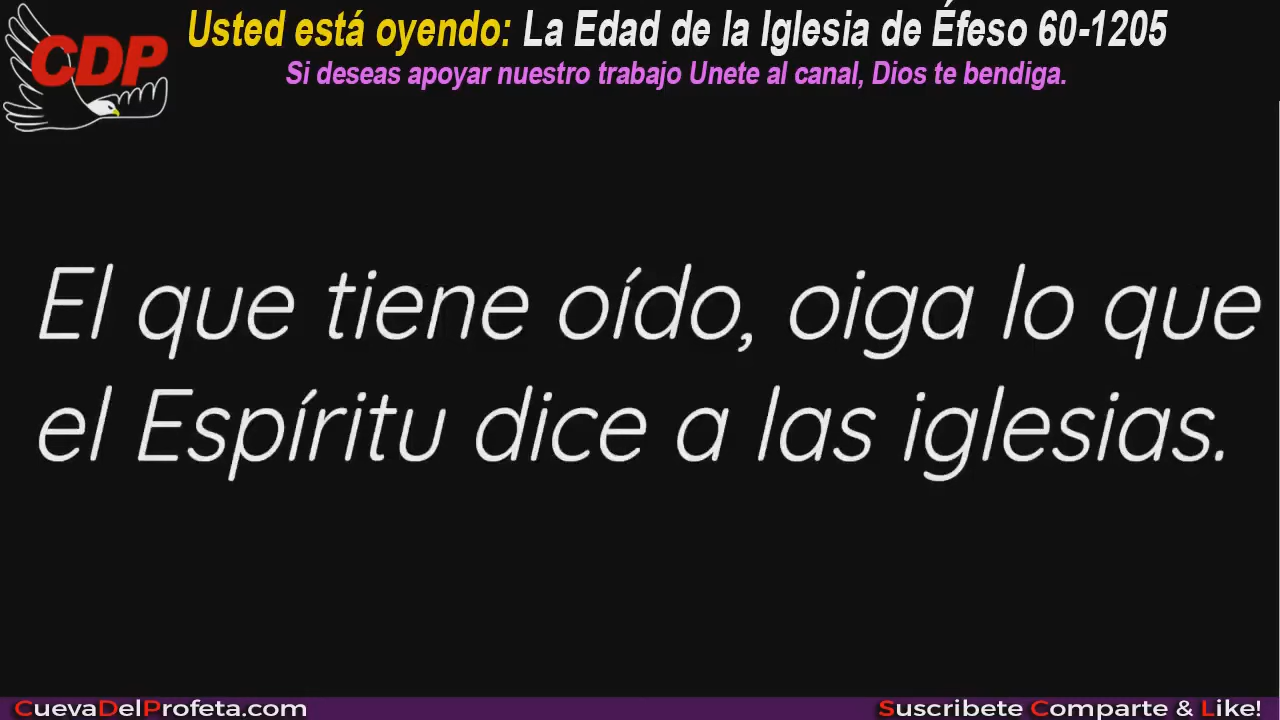 CDP
Usted está oyendo: La Edad de la Iglesia de Éfeso 60-1205
Si deseas apoyar nuestro trabajo Unete al canal, Dios te bendiga.
El que tiene oído, oiga lo que
el Espíritu dice a las iglesias.
CuevaDelProfeta.com
Suscribete Comparte & Like!